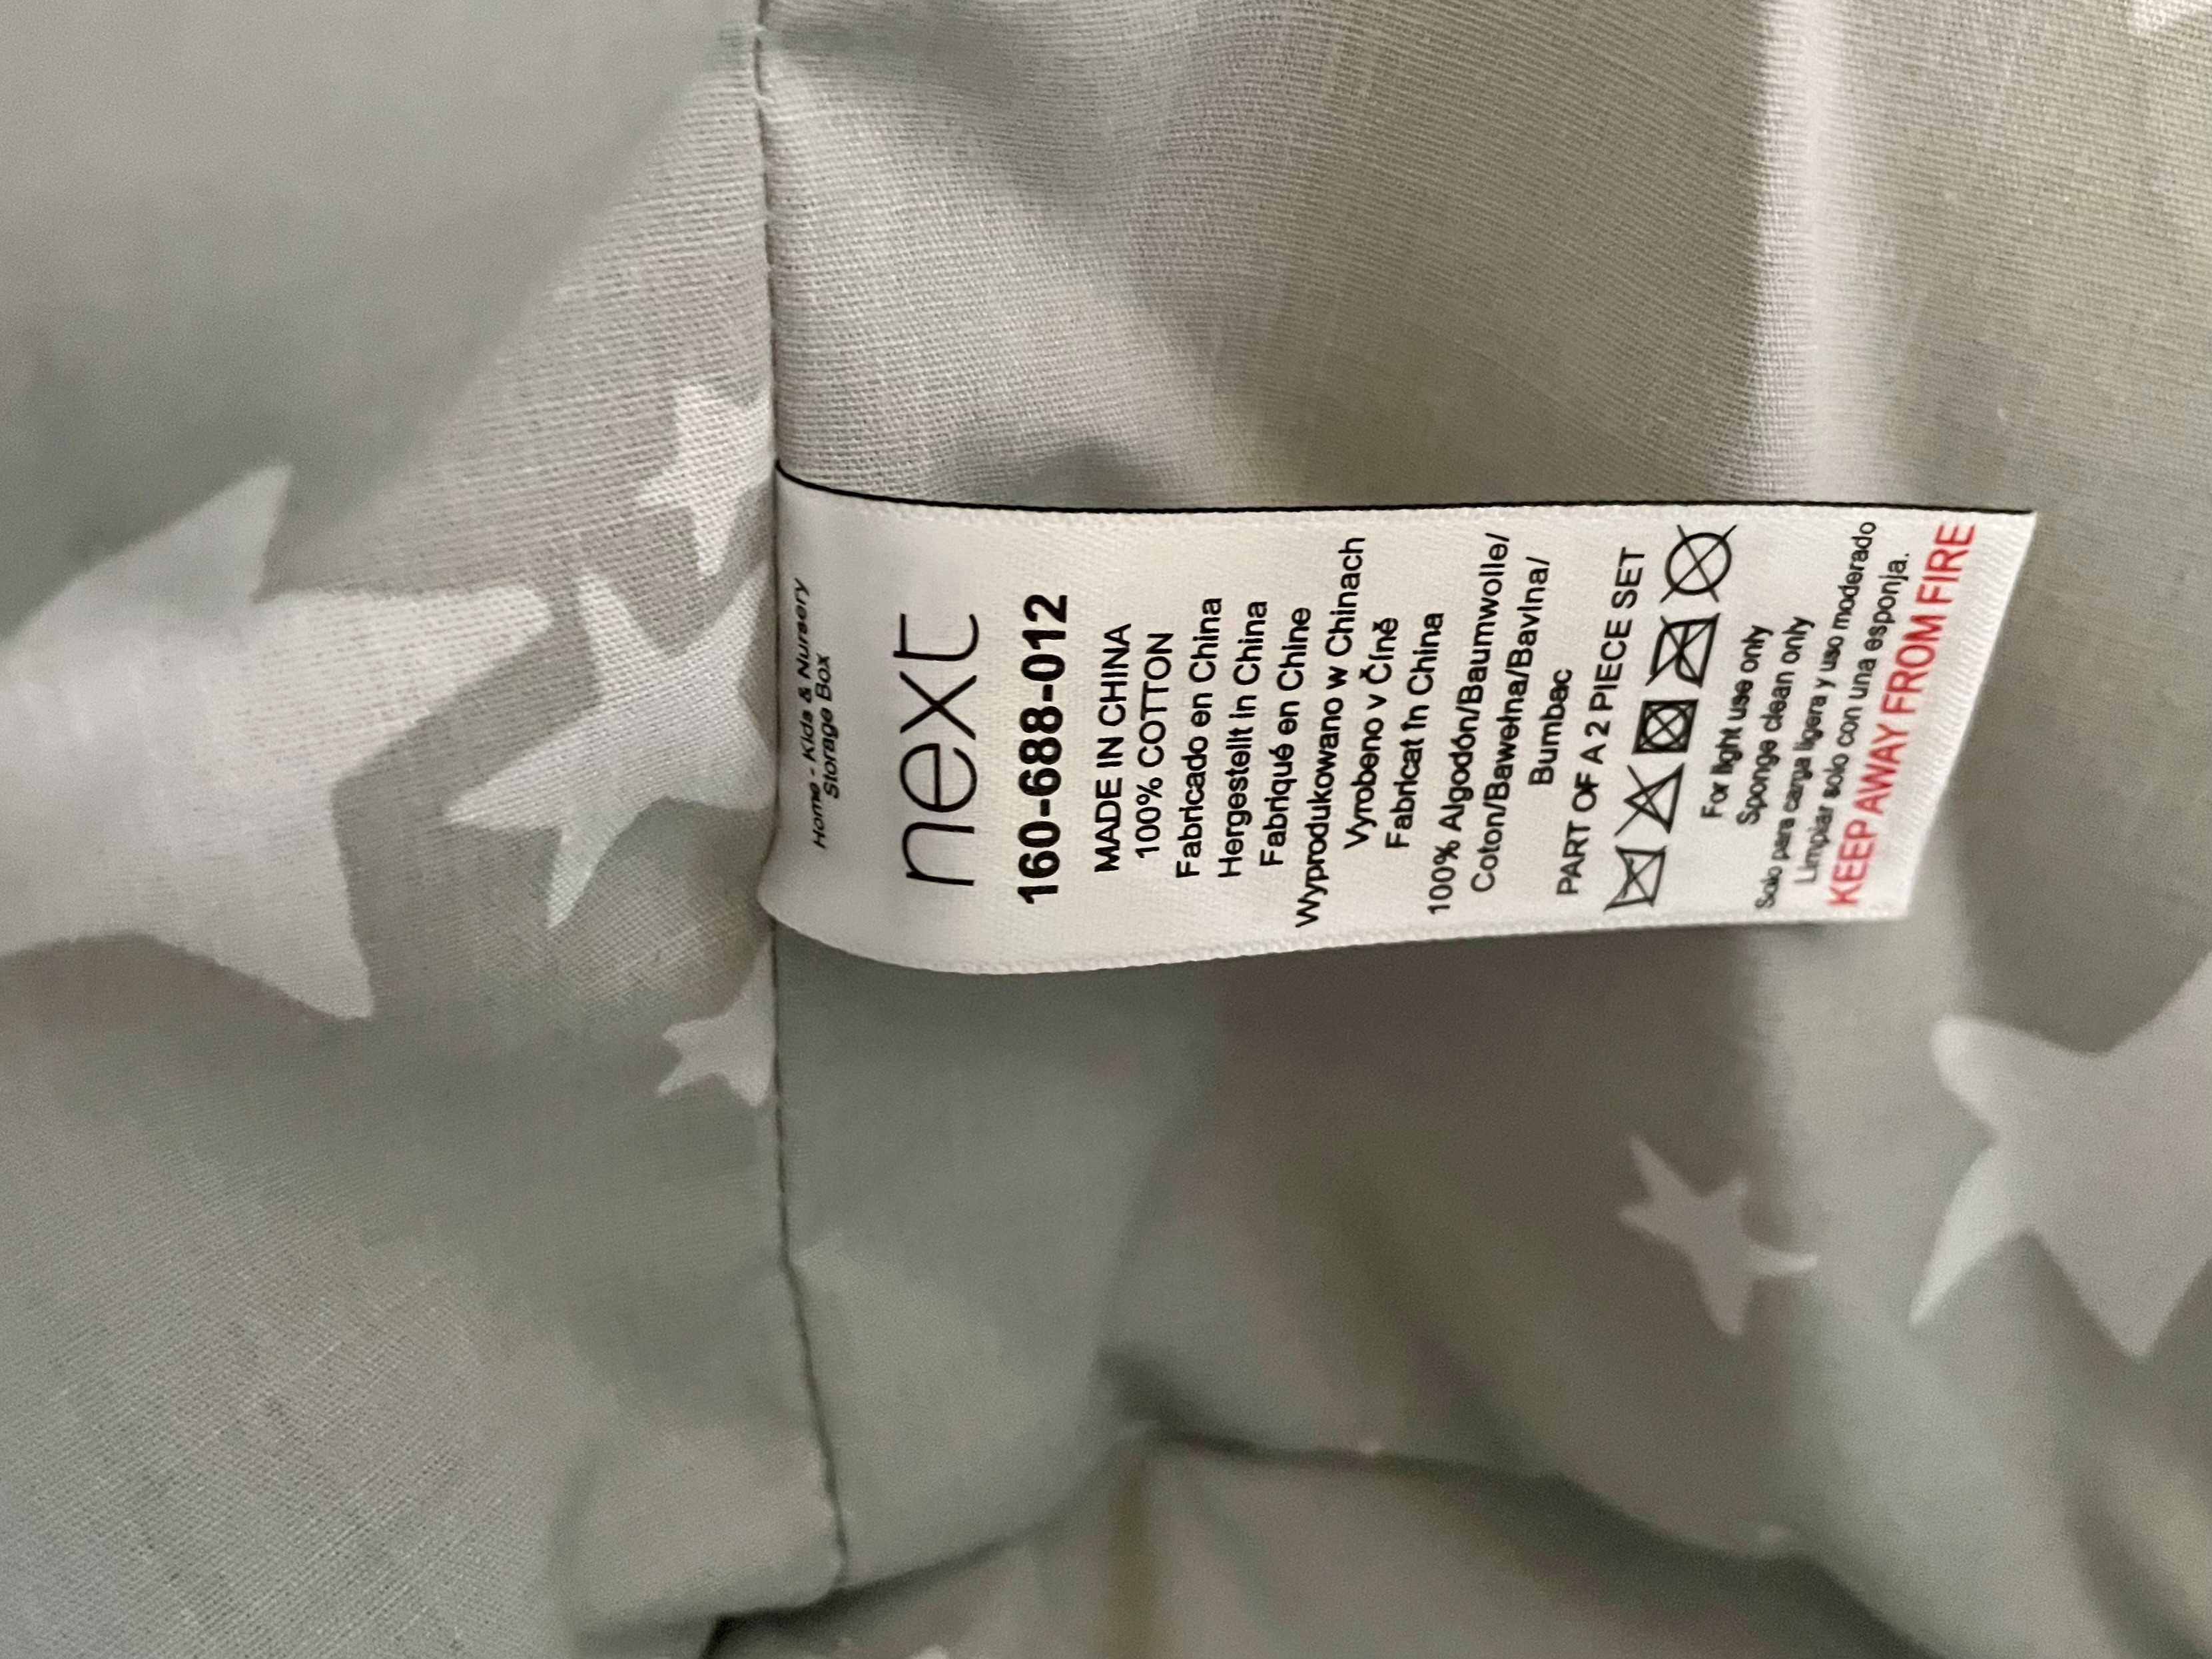 Home - Kids & Nursery
Storage Box
next
160-688-012
MADE IN CHINA
100% COTTON
Fabricado en China
Hergestellt in China
Fabriqué en Chine
Wyprodukowano w Chinach
Vyrobeno v Číně
Fabricat în China
100% Algodón/Baumwolle/
Coton/Bawełna/Bavlna/
Bumbac
PART OF A 2 PIECE SET
For light use only
Sponge clean only
Solo para carga ligera y uso moderado
Limpiar solo con una esponja.
KEEP AWAY FROM FIRE